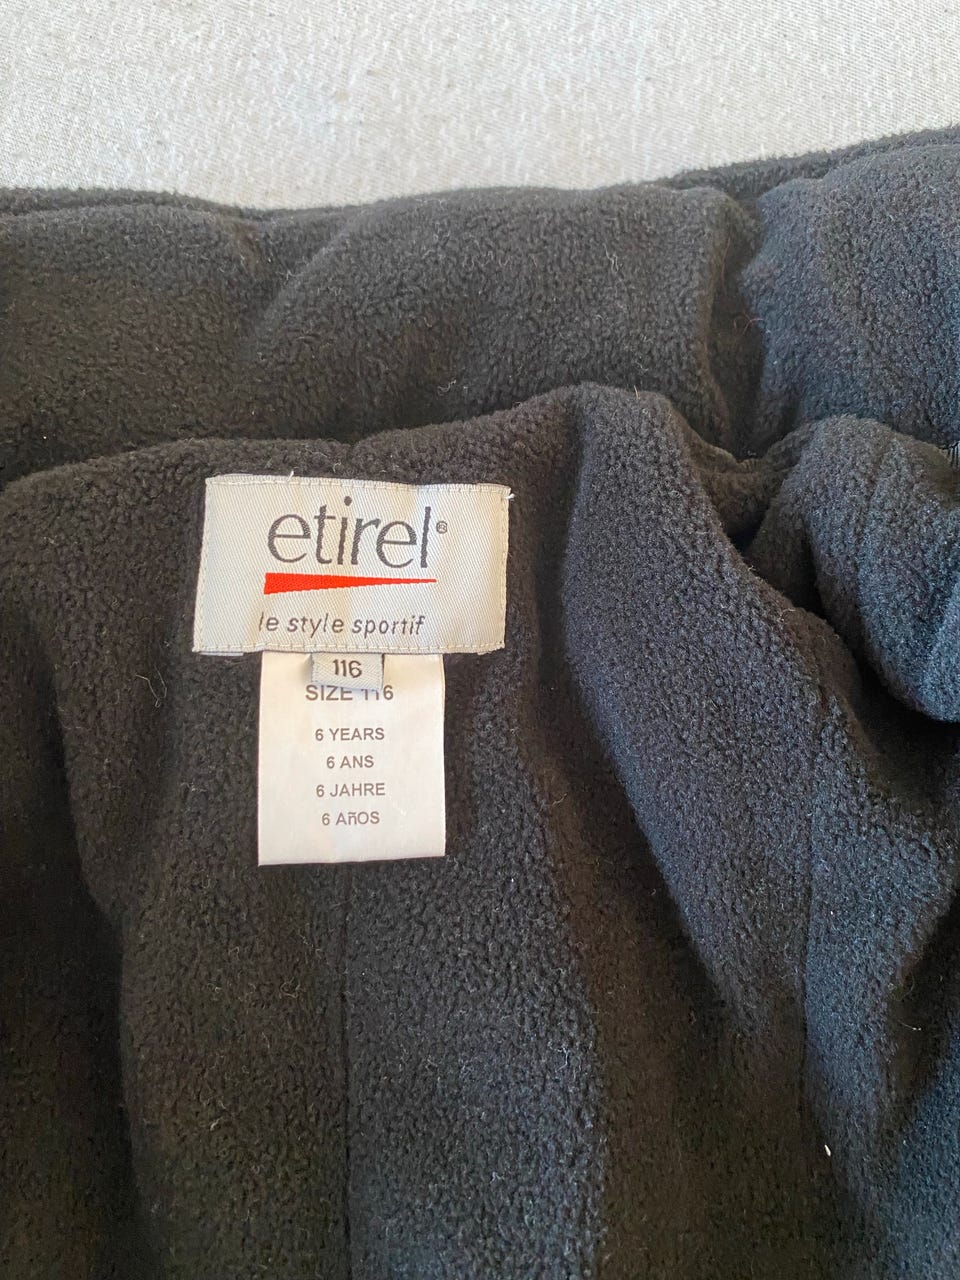 etirel®
le style sportif
116
SIZE 116
6 YEARS
6 ANS
6 JAHRE
6 AñOS